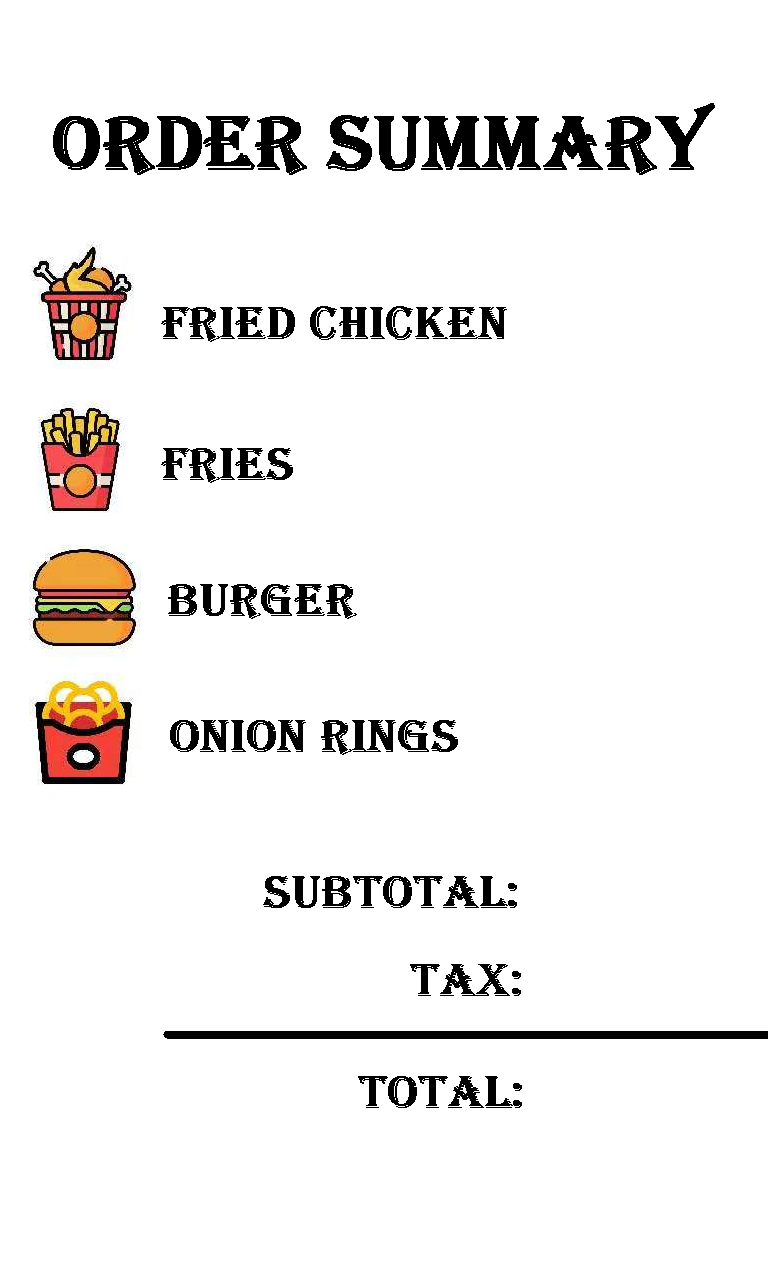 ORDER SUMMARY
FRIED CHICKEN
FRIES
BURGER
ONION RINGS
SUBTOTAL:
TAX:
TOTAL: